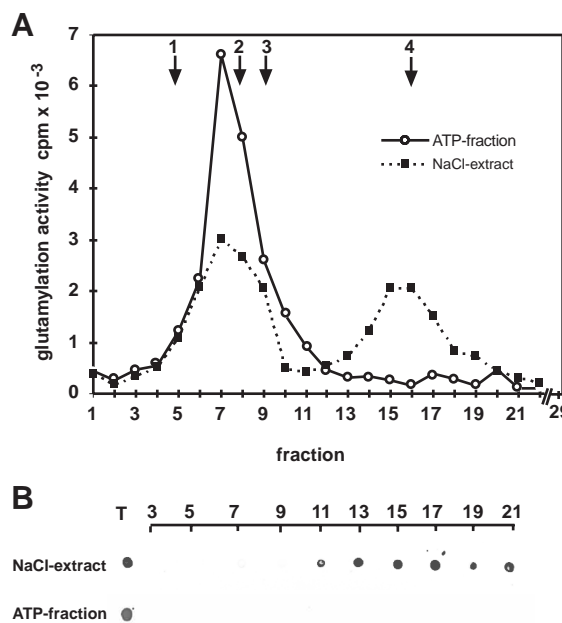 A
7
6
5
4
3
2
1
0
glutamylation activity cpm x 10 -3
1 2 3 4
ATP-fraction
NaCl-extract
1 3 5 7 9 11 13 15 17 19 21 29
fraction
B
T 3 5 7 9 11 13 15 17 19 21
NaCl-extract
ATP-fraction